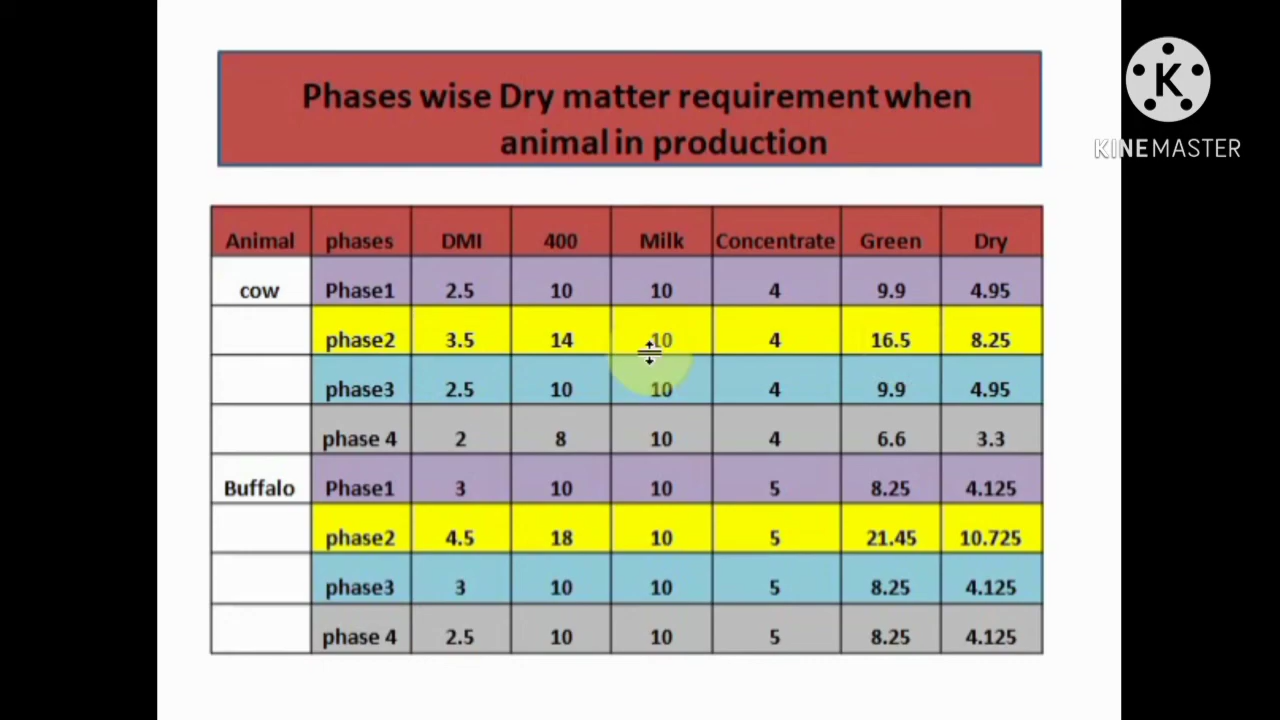 Phases wise Dry matter requirement when
animal in production
K
KINEMASTER
Animal phases DMI 400 Milk Concentrate Green Dry
cow Phase1 2.5 10 10 4 9.9 4.95
phase2 3.5 14 10 4 16.5 8.25
phase3 2.5 10 10 4 9.9 4.95
phase 4 2 8 10 4 6.6 3.3
Buffalo Phase1 3 10 10 5 8.25 4.125
phase2 4.5 18 10 5 21.45 10.725
phase3 3 10 10 5 8.25 4.125
phase 4 2.5 10 10 5 8.25 4.125